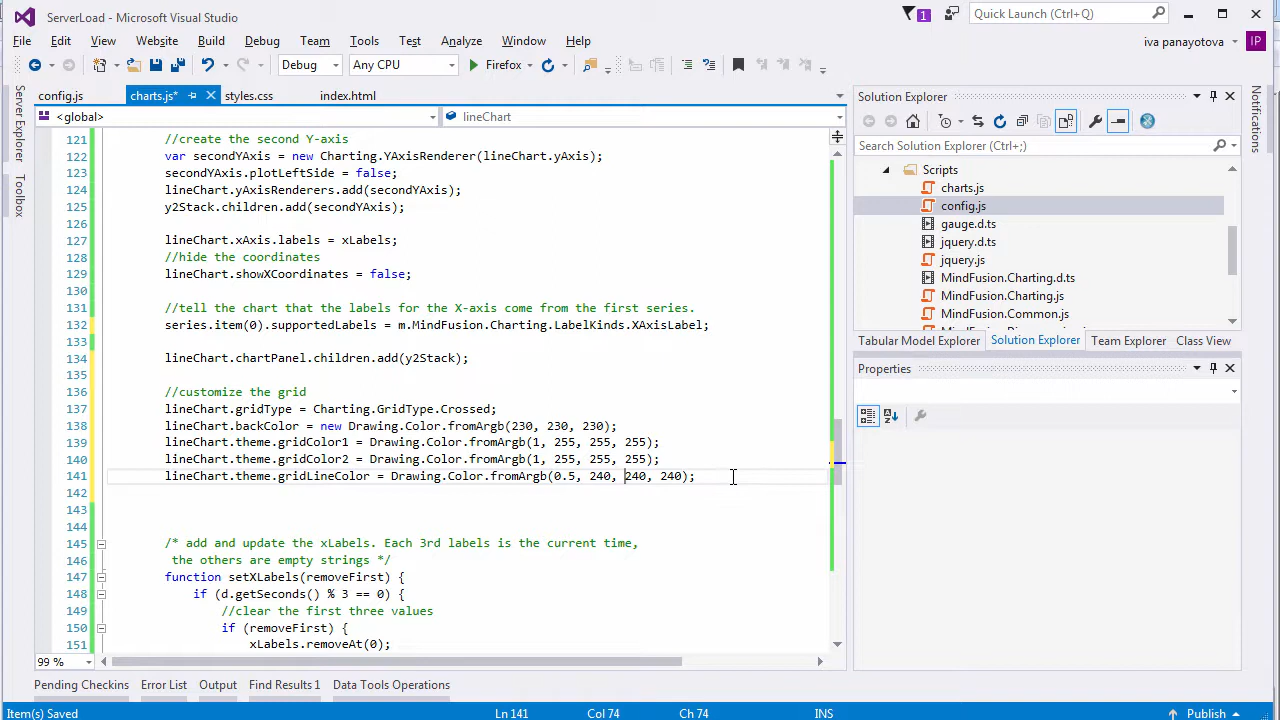 ServerLoad - Microsoft Visual Studio
1
Quick Launch (Ctrl+Q)
File Edit View Website Build Debug Team Tools Test Analyze Window Help
iva panayotova IP
Debug Any CPU Firefox
config.js charts.js* styles.css index.html
<global> lineChart
Server Explorer
Toolbox
121 //create the second Y-axis
122 var secondYAxis = new Charting.YAxisRenderer(lineChart.yAxis);
123 secondYAxis.plotLeftSide = false;
124 lineChart.yAxisRenderers.add(secondYAxis);
125 y2Stack.children.add(secondYAxis);
126
127 lineChart.xAxis.labels = xLabels;
128 //hide the coordinates
129 lineChart.showXCoordinates = false;
130
131 //tell the chart that the labels for the X-axis come from the first series.
132 series.item(0).supportedLabels = m.MindFusion.Charting.LabelKinds.XAxisLabel;
133
134 lineChart.chartPanel.children.add(y2Stack);
135
136 //customize the grid
137 lineChart.gridType = Charting.GridType.Crossed;
138 lineChart.backColor = new Drawing.Color.fromArgb(230, 230, 230);
139 lineChart.theme.gridColor1 = Drawing.Color.fromArgb(1, 255, 255, 255);
140 lineChart.theme.gridColor2 = Drawing.Color.fromArgb(1, 255, 255, 255);
141 lineChart.theme.gridLineColor = Drawing.Color.fromArgb(0.5, 240, 240, 240);
142
143
144
145 /* add and update the xLabels. Each 3rd labels is the current time,
146 the others are empty strings */
147 function setXLabels(removeFirst) {
148 if (d.getSeconds() % 3 == 0) {
149 //clear the first three values
150 if (removeFirst) {
151 xLabels.removeAt(0);
99 %
Solution Explorer
Search Solution Explorer (Ctrl+;)
Scripts
charts.js
config.js
gauge.d.ts
jquery.d.ts
jquery.js
MindFusion.Charting.d.ts
MindFusion.Charting.js
MindFusion.Common.js
Tabular Model Explorer Solution Explorer Team Explorer Class View
Properties
Notifications
Pending Checkins Error List Output Find Results 1 Data Tools Operations
Item(s) Saved Ln 141 Col 74 Ch 74 INS Publish